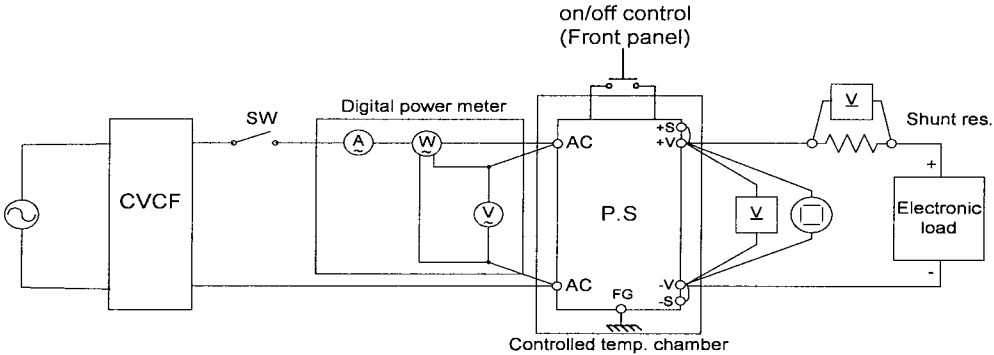 on/off control
(Front panel)
Digital power meter
SW
A
W
AC
+S
+V
V
Shunt res.
+
CVCF
V
P.S
V
Electronic
load
AC
FG
-V
-S
-
Controlled temp. chamber